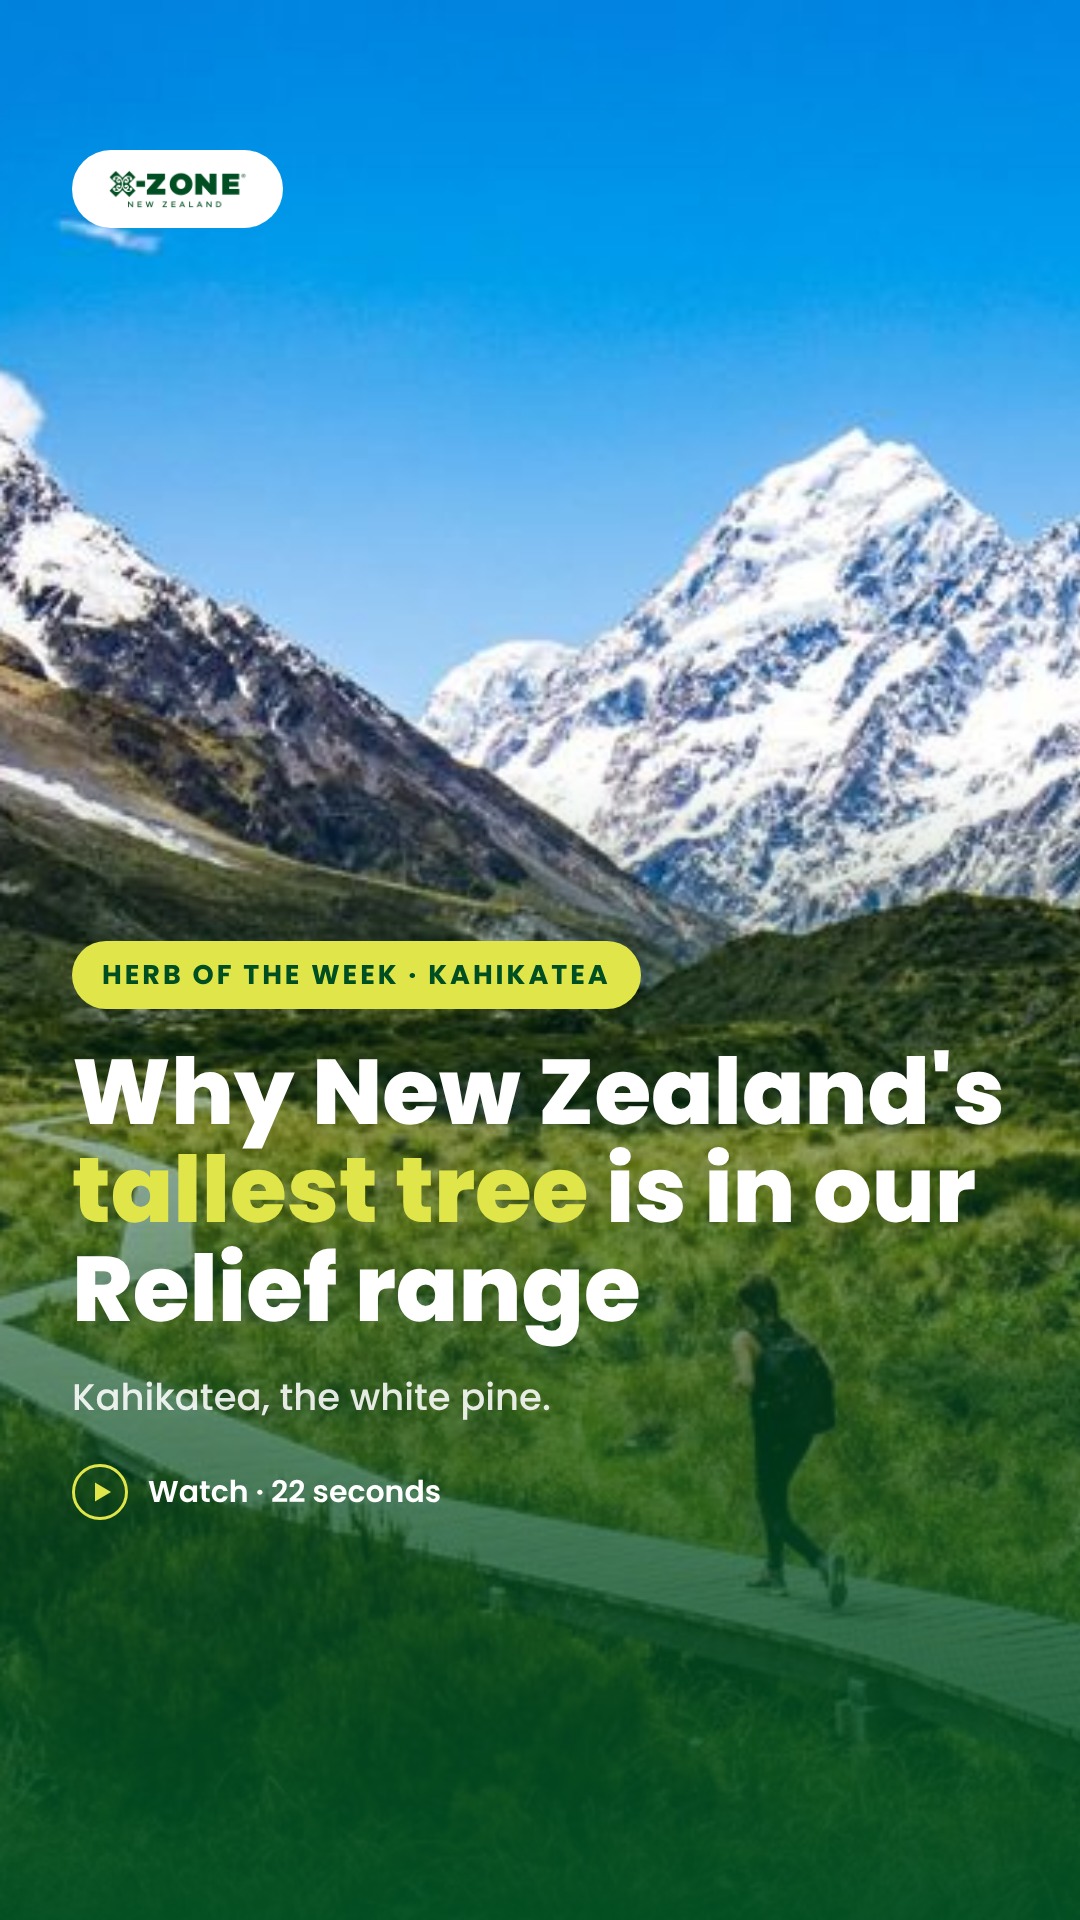 X-ZONE
NEW ZEALAND
HERB OF THE WEEK · KAHIKATEA
Why New Zealand's
tallest tree is in our
Relief range
Kahikatea, the white pine.
Watch · 22 seconds